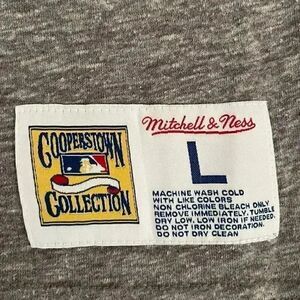 COOPERSTOWN
COLLECTION
Mitchell & Ness
L
MACHINE WASH COLD
WITH LIKE COLORS
NON CHLORINE BLEACH ONLY
REMOVE IMMEDIATELY. TUMBLE
DRY LOW. LOW IRON IF NEEDED.
DO NOT IRON DECORATION.
DO NOT DRY CLEAN